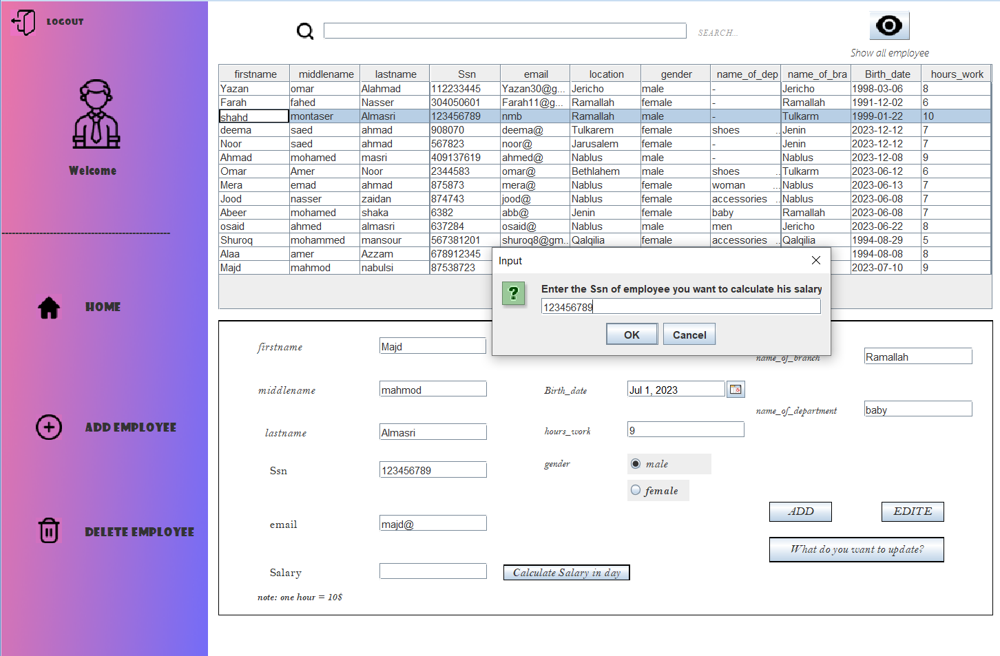 LOGOUT
Welcome
------------------------------------------------
HOME
ADD EMPLOYEE
DELETE EMPLOYEE
SEARCH...
Show all employee
firstname middlename lastname Ssn email location gender name_of_dep name_of_bra Birth_date hours_work
Yazan omar Alahmad 112233445 Yazan30@g... Jericho male - Jericho 1998-03-06 8
Farah fahed Nasser 304050601 Farah11@g... Ramallah female - Ramallah 1991-12-02 6
shahd montaser Almasri 123456789 nmb Ramallah male - Tulkarm 1999-01-22 10
deema saed ahmad 908070 deema@ Tulkarem female shoes ... Jenin 2023-12-12 7
Noor saed ahmad 567823 noor@ Jarusalem female - Jenin 2023-12-12 7
Ahmad mohamed masri 409137619 ahmed@ Nablus male - Nablus 2023-12-08 9
Omar Amer Noor 2344583 omar@ Bethlahem male shoes ... Tulkarm 2023-06-12 6
Mera emad ahmad 875873 mera@ Nablus female woman ... Nablus 2023-06-13 7
Jood nasser zaidan 874743 jood@ Nablus female accessories ... Nablus 2023-06-08 7
Abeer mohamed shaka 6382 abb@ Jenin female baby Ramallah 2023-06-08 7
osaid ahmed almasri 637284 osaid@ Nablus male men Jericho 2023-06-22 8
Shuroq mohammed mansour 567381201 shuroq8@gm... Qalqilia female accessories ... Qalqilia 1994-08-29 5
Alaa amer Azzam 678912345 1994-08-08 8
Majd mahmod nabulsi 87538723 2023-07-10 9
Input
Enter the Ssn of employee you want to calculate his salary
123456789
OK Cancel
firstname Majd
name_of_branch Ramallah
middlename mahmod
Birth_date Jul 1, 2023
name_of_department baby
lastname Almasri
hours_work 9
Ssn 123456789
gender male
female
ADD EDITE
email majd@
What do you want to update?
Salary Calculate Salary in day
note: one hour = 10$